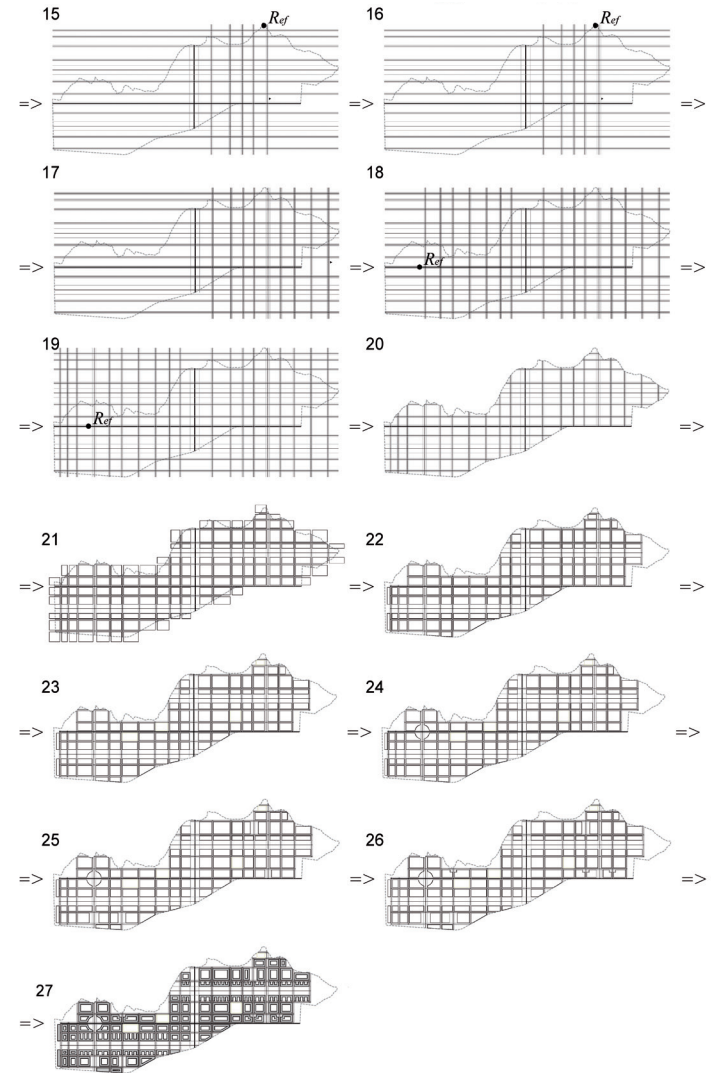 15 Ref 16 Ref
=> => =>
17 18
=> => Ref =>
19 20
=> Ref => =>
21 22
=> => =>
23 24
=> => =>
25 26
=> => =>
27
=>